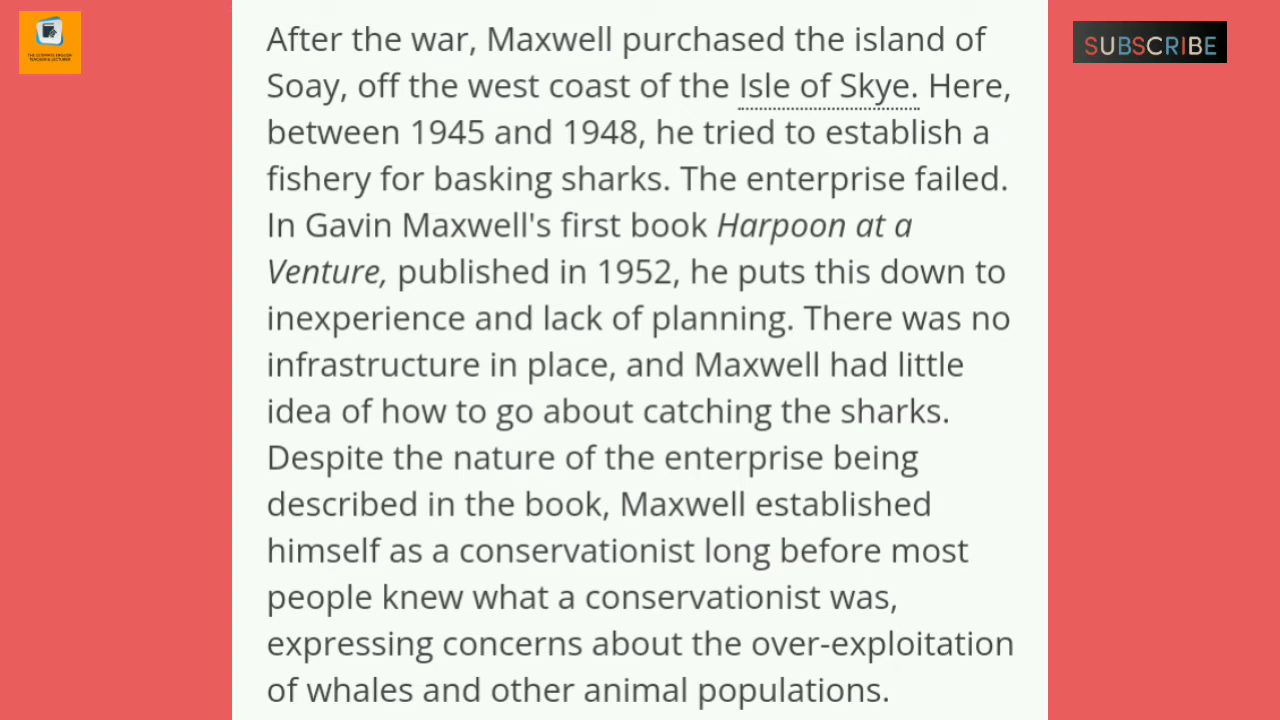 After the war, Maxwell purchased the island of
Soay, off the west coast of the Isle of Skye. Here,
between 1945 and 1948, he tried to establish a
fishery for basking sharks. The enterprise failed.
In Gavin Maxwell's first book Harpoon at a
Venture, published in 1952, he puts this down to
inexperience and lack of planning. There was no
infrastructure in place, and Maxwell had little
idea of how to go about catching the sharks.
Despite the nature of the enterprise being
described in the book, Maxwell established
himself as a conservationist long before most
people knew what a conservationist was,
expressing concerns about the over-exploitation
of whales and other animal populations.
SUBSCRIBE
THE ULTIMATE ENGLISH
TEACHER & LECTURER